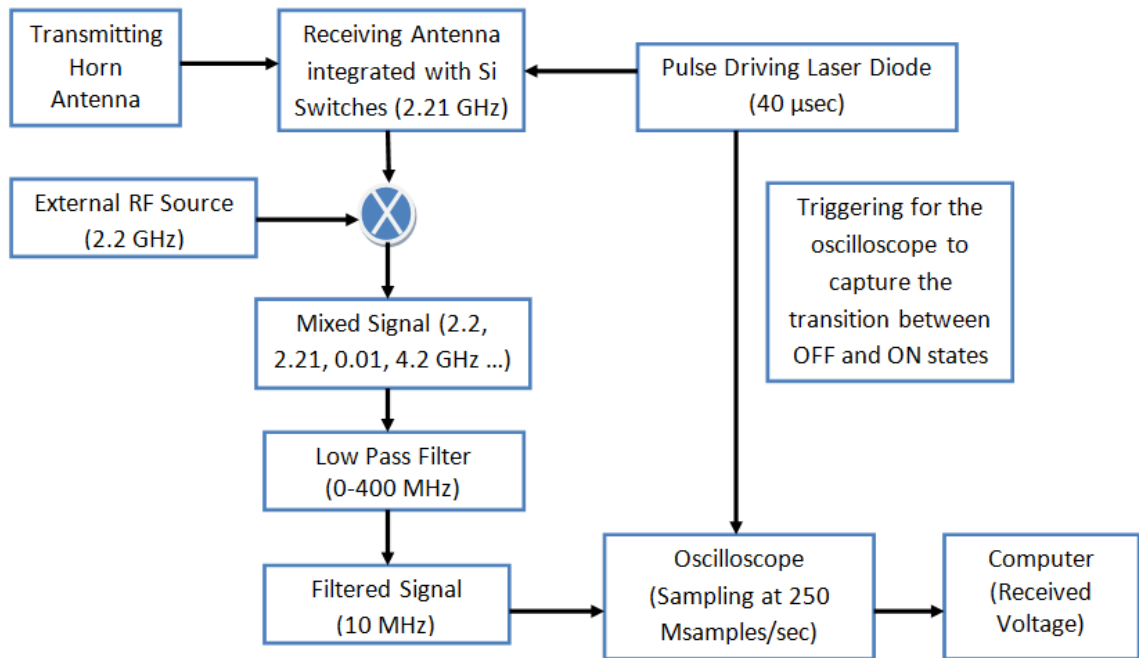 Transmitting
Horn
Antenna
Receiving Antenna
integrated with Si
Switches (2.21 GHz)
Pulse Driving Laser Diode
(40 µsec)
External RF Source
(2.2 GHz)
Triggering for the
oscilloscope to
capture the
transition between
OFF and ON states
Mixed Signal (2.2,
2.21, 0.01, 4.2 GHz ...)
Low Pass Filter
(0-400 MHz)
Filtered Signal
(10 MHz)
Oscilloscope
(Sampling at 250
Msamples/sec)
Computer
(Received
Voltage)